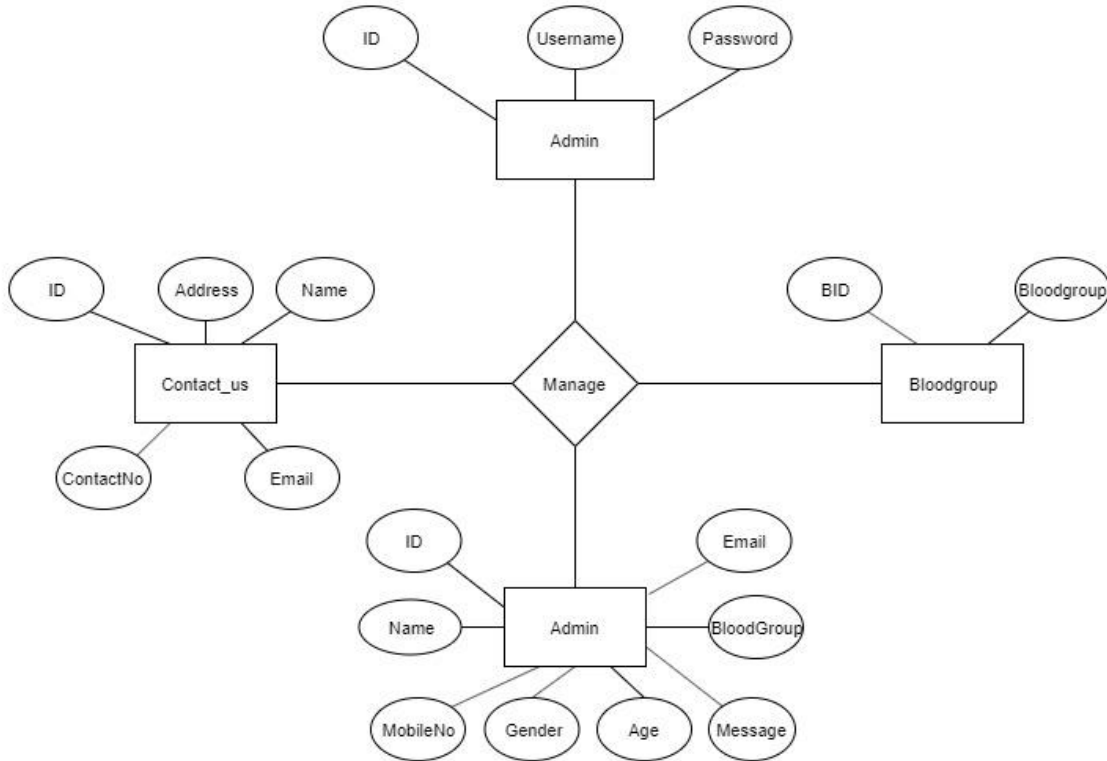 ID
Username
Password
Admin
ID
Address
Name
BID
Bloodgroup
Contact_us
Manage
Bloodgroup
ContactNo
Email
ID
Email
Name
Admin
BloodGroup
MobileNo
Gender
Age
Message